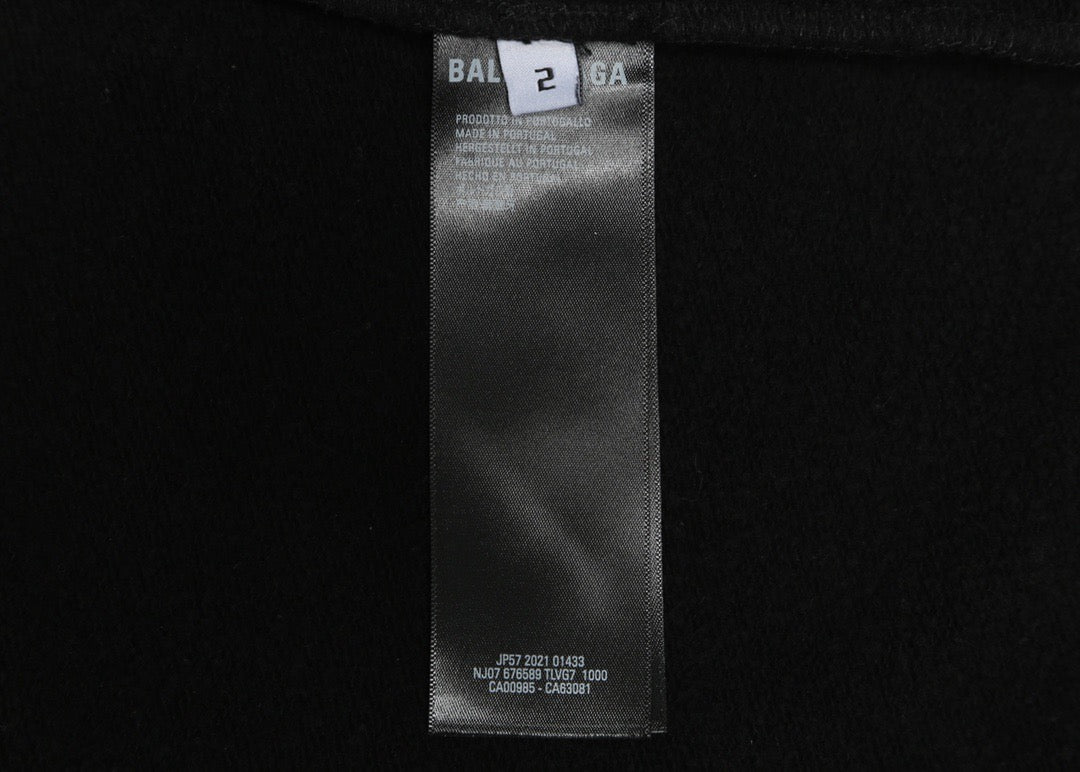 BAL GA
2
PRODOTTO IN PORTOGALLO
MADE IN PORTUGAL
HERGESTELLT IN PORTUGAL
FABRIQUE AU PORTUGAL
HECHO EN PORTUGAL
JP57 2021 01433
NJ07 676589 TLVG7 1000
CA00985 - CA63081